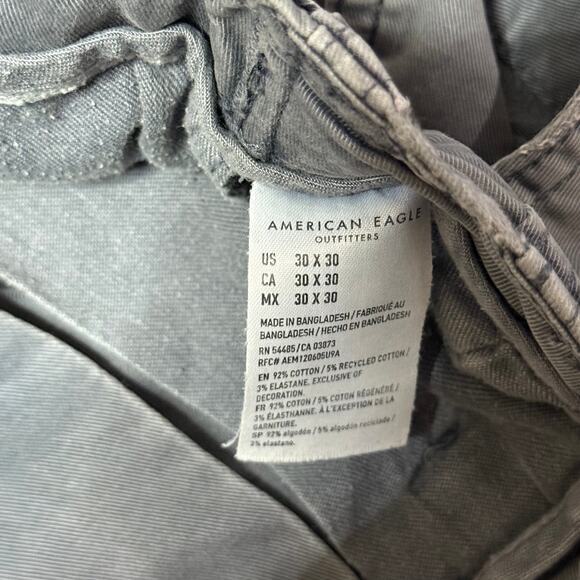 AMERICAN EAGLE
OUTFITTERS
US 30 X 30
CA 30 X 30
MX 30 X 30
MADE IN BANGLADESH / FABRIQUÉ AU
BANGLADESH / HECHO EN BANGLADESH
RN 54485/CA 03873
RFC# AEM120605U9A
EN 92% COTTON / 5% RECYCLED COTTON /
3% ELASTANE, EXCLUSIVE OF
DECORATION.
FR 92% COTON / 5% COTON RÉGÉNÉRÉ /
3% ÉLASTHANNE. À L'EXCEPTION DE LA
GARNITURE.
SP 92% algodón / 5% algodón reciclado /
3% elastano.